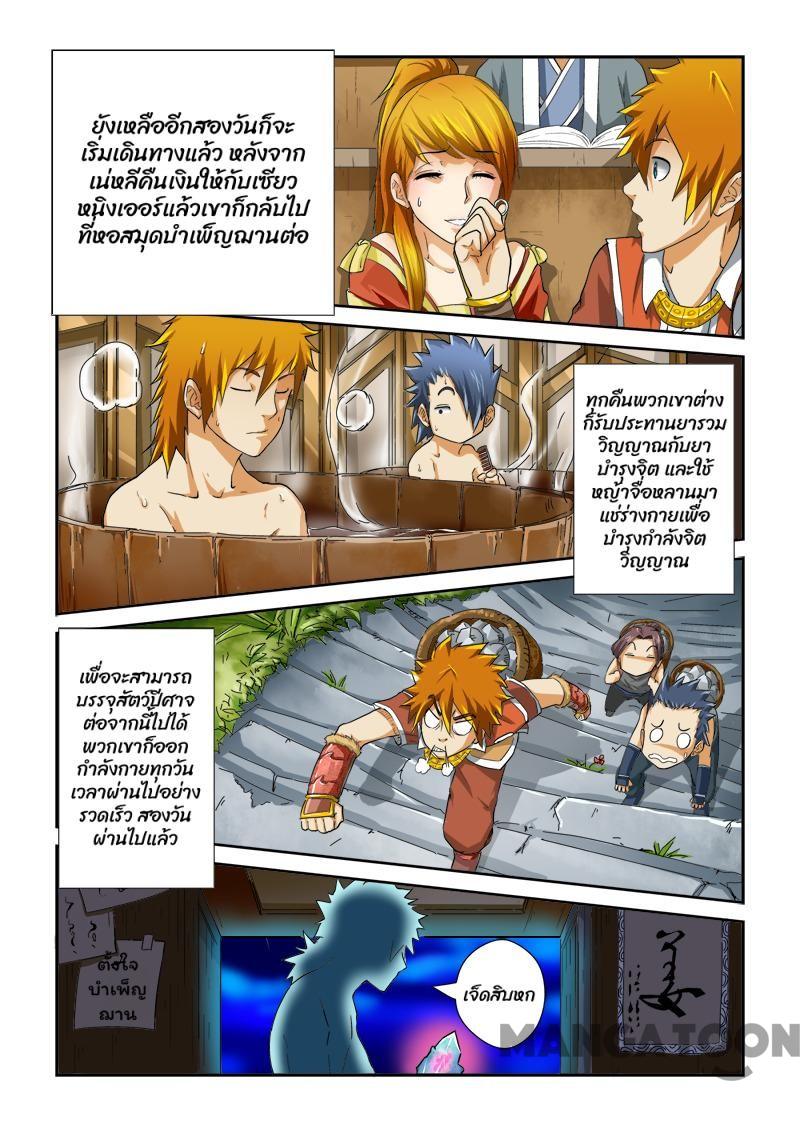 ยังเหลืออีกสองวันก็จะ
เริ่มเดินทางแล้ว หลังจาก
เน่หลีคืนเงินให้กับเซียว
หนิงเออร์แล้วเขาก็กลับไป
ที่หอสมุดบำเพ็ญฌานต่อ
ทุกคืนพวกเขาต่าง
ก็รับประทานยารวม
วิญญาณกับยา
บำรุงจิต และใช้
หญ้าจื่อหลานมา
แช่ร่างกายเพื่อ
บำรุงกำลังจิต
วิญญาณ
เพื่อจะสามารถ
บรรจุสัตว์ปีศาจ
ต่อจากนี้ไปได้
พวกเขาก็ออก
กำลังกายทุกวัน
เวลาผ่านไปอย่าง
รวดเร็ว สองวัน
ผ่านไปแล้ว
ตั้งใจ
บำเพ็ญ
ฌาน
เจ็ดสิบหก
MANGATOON